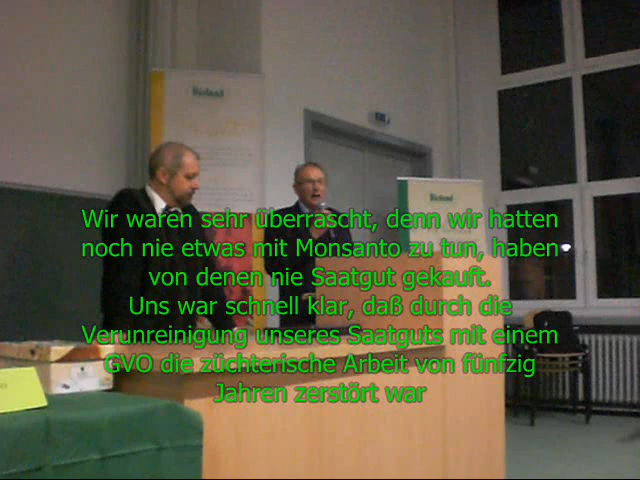 Bioland
Bioland
Wir waren sehr überrascht, denn wir hatten
noch nie etwas mit Monsanto zu tun, haben
von denen nie Saatgut gekauft.
Uns war schnell klar, daß durch die
Verunreinigung unseres Saatguts mit einem
GVO die züchterische Arbeit von fünfzig
Jahren zerstört war